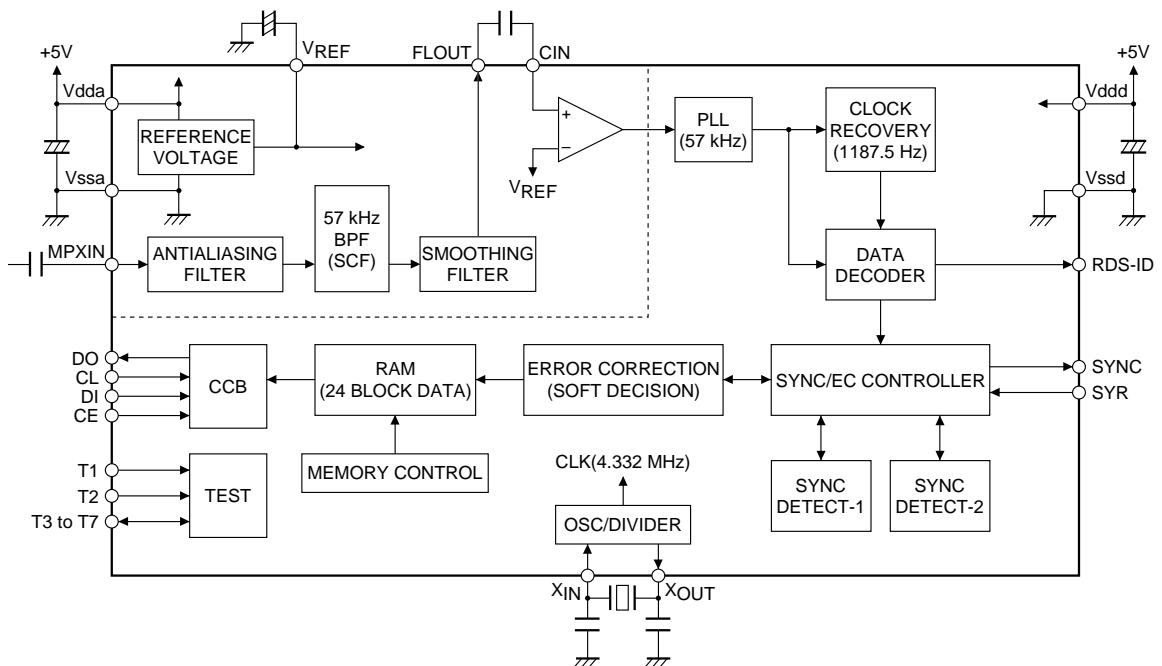 +5V
VREF
FLOUT
CIN
+5V
Vdda
REFERENCE
VOLTAGE
Vssa
+
−
VREF
PLL
(57 kHz)
CLOCK
RECOVERY
(1187.5 Hz)
Vddd
Vssd
MPXIN
ANTIALIASING
FILTER
57 kHz
BPF
(SCF)
SMOOTHING
FILTER
DATA
DECODER
RDS-ID
DO
CL
DI
CE
CCB
RAM
(24 BLOCK DATA)
ERROR CORRECTION
(SOFT DECISION)
SYNC/EC CONTROLLER
SYNC
SYR
T1
T2
T3 to T7
TEST
MEMORY CONTROL
CLK(4.332 MHz)
OSC/DIVIDER
SYNC
DETECT-1
SYNC
DETECT-2
XIN
XOUT